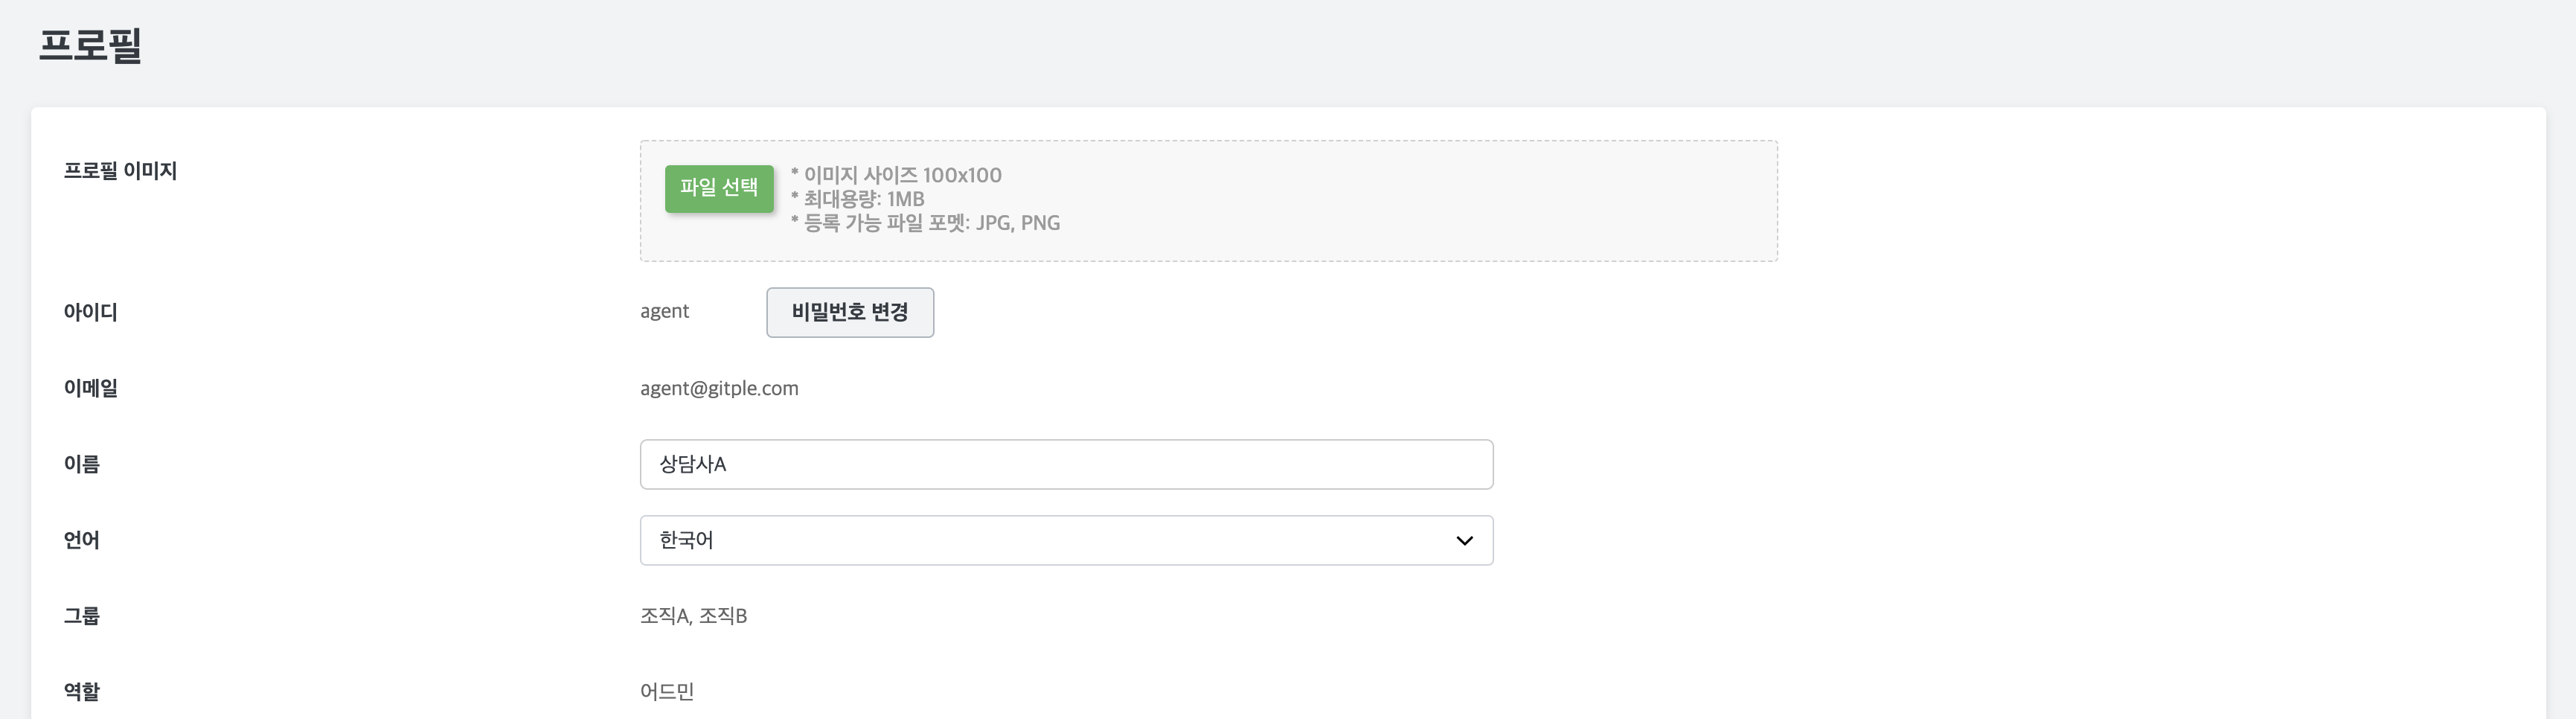 프로필
프로필 이미지
파일 선택
* 이미지 사이즈 100x100
* 최대용량: 1MB
* 등록 가능 파일 포멧: JPG, PNG
아이디 agent 비밀번호 변경
이메일 agent@gitple.com
이름 상담사A
언어 한국어
그룹 조직A, 조직B
역할 어드민